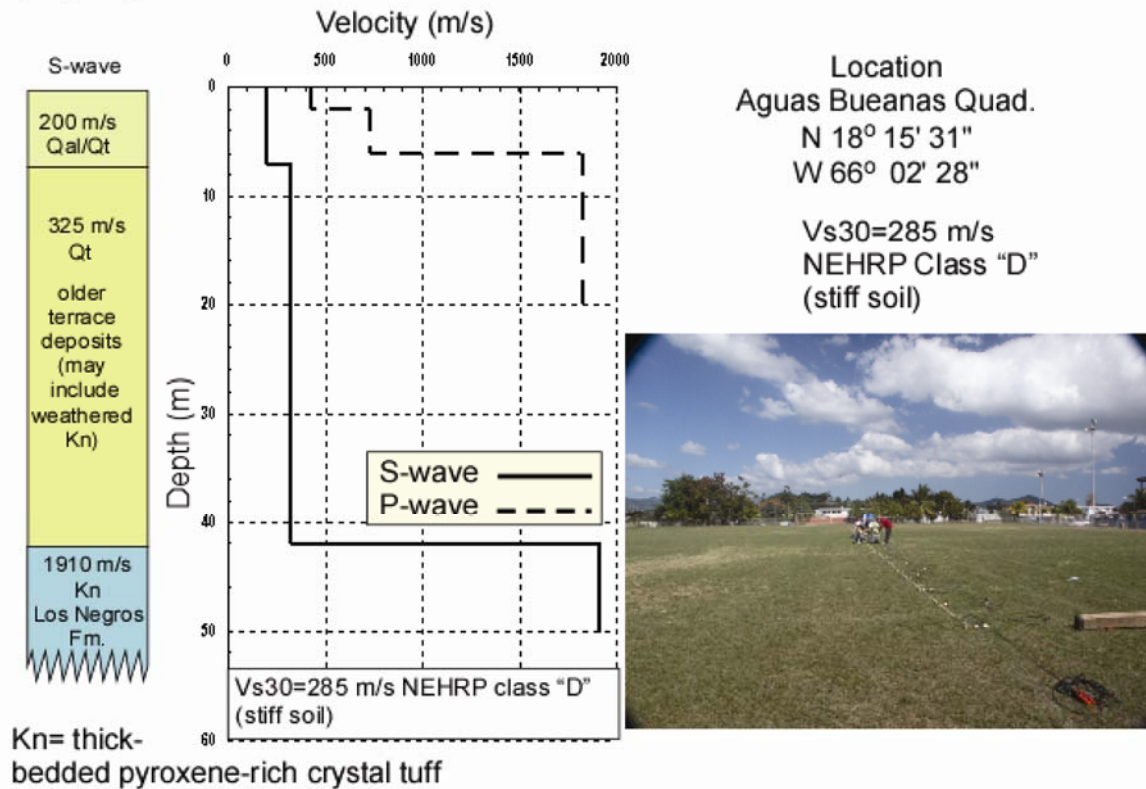 Velocity (m/s)
0 500 1000 1500 2000
S-wave
200 m/s
Qal/Qt
325 m/s
Qt
older
terrace
deposits
(may
include
weathered
Kn)
1910 m/s
Kn
Los Negros
Fm.
Kn= thick-
bedded pyroxene-rich crystal tuff
Depth (m)
0
10
20
30
40
50
60
S-wave
P-wave
Vs30=285 m/s NEHRP class “D”
(stiff soil)
Location
Aguas Bueanas Quad.
N 18º 15' 31"
W 66º 02' 28"
Vs30=285 m/s
NEHRP Class “D”
(stiff soil)